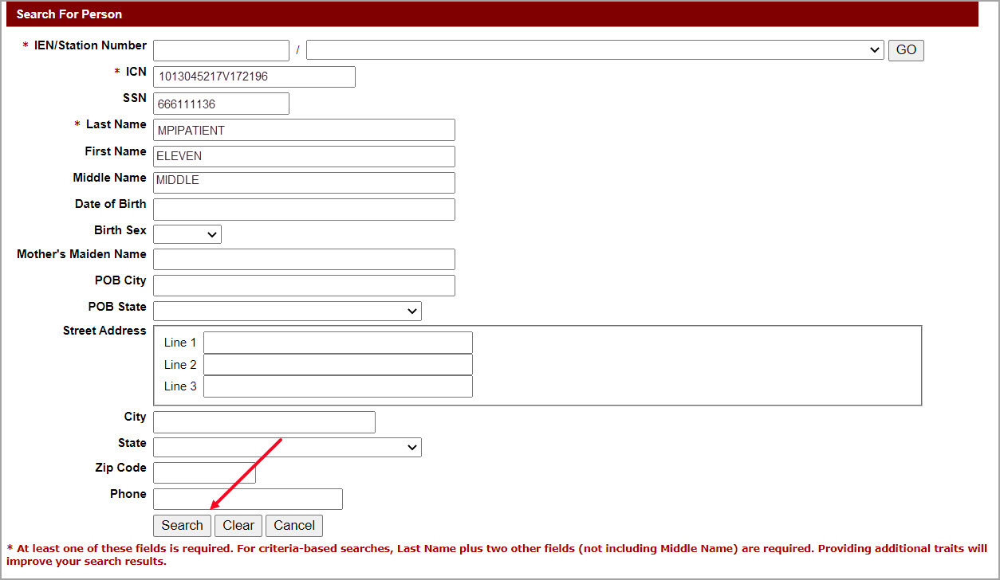 Search For Person
* IEN/Station Number / GO
* ICN 1013045217V172196
SSN 666111136
* Last Name MPIPATIENT
First Name ELEVEN
Middle Name MIDDLE
Date of Birth
Birth Sex
Mother's Maiden Name
POB City
POB State
Street Address
Line 1
Line 2
Line 3
City
State
Zip Code
Phone
Search Clear Cancel
* At least one of these fields is required. For criteria-based searches, Last Name plus two other fields (not including Middle Name) are required. Providing additional traits will
improve your search results.